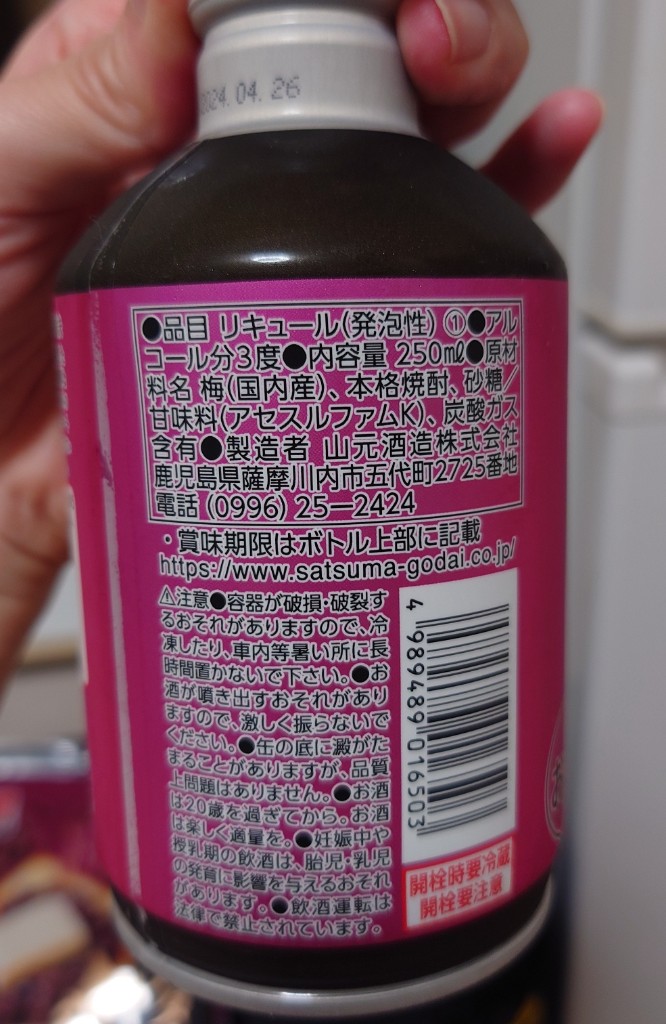 2024.04.26
●品目 リキュール(発泡性) ①●アル
コール分3度●内容量 250mℓ●原材
料名 梅(国内産)、本格焼酎、砂糖／
甘味料(アセスルファムK)、炭酸ガス
含有●製造者 山元酒造株式会社
鹿児島県薩摩川内市五代町2725番地
電話 (0996) 25ー2424
・賞味期限はボトル上部に記載
https://www.satsuma-godai.co.jp/
⚠注意●容器が破損・破裂す
るおそれがありますので、冷
凍したり、車内等暑い所に長
時間置かないで下さい。●お
酒が噴き出すおそれがあり
ますので、激しく振らないで
ください。●缶の底に澱がた
まることがありますが、品質
上問題はありません。●お酒
は20歳を過ぎてから。お酒
は楽しく適量を。●妊娠中や
授乳期の飲酒は、胎児・乳児
の発育に影響を与えるおそれ
があります。●飲酒運転は
法律で禁止されています。
4 989489 016503
開栓時要冷蔵
開栓要注意